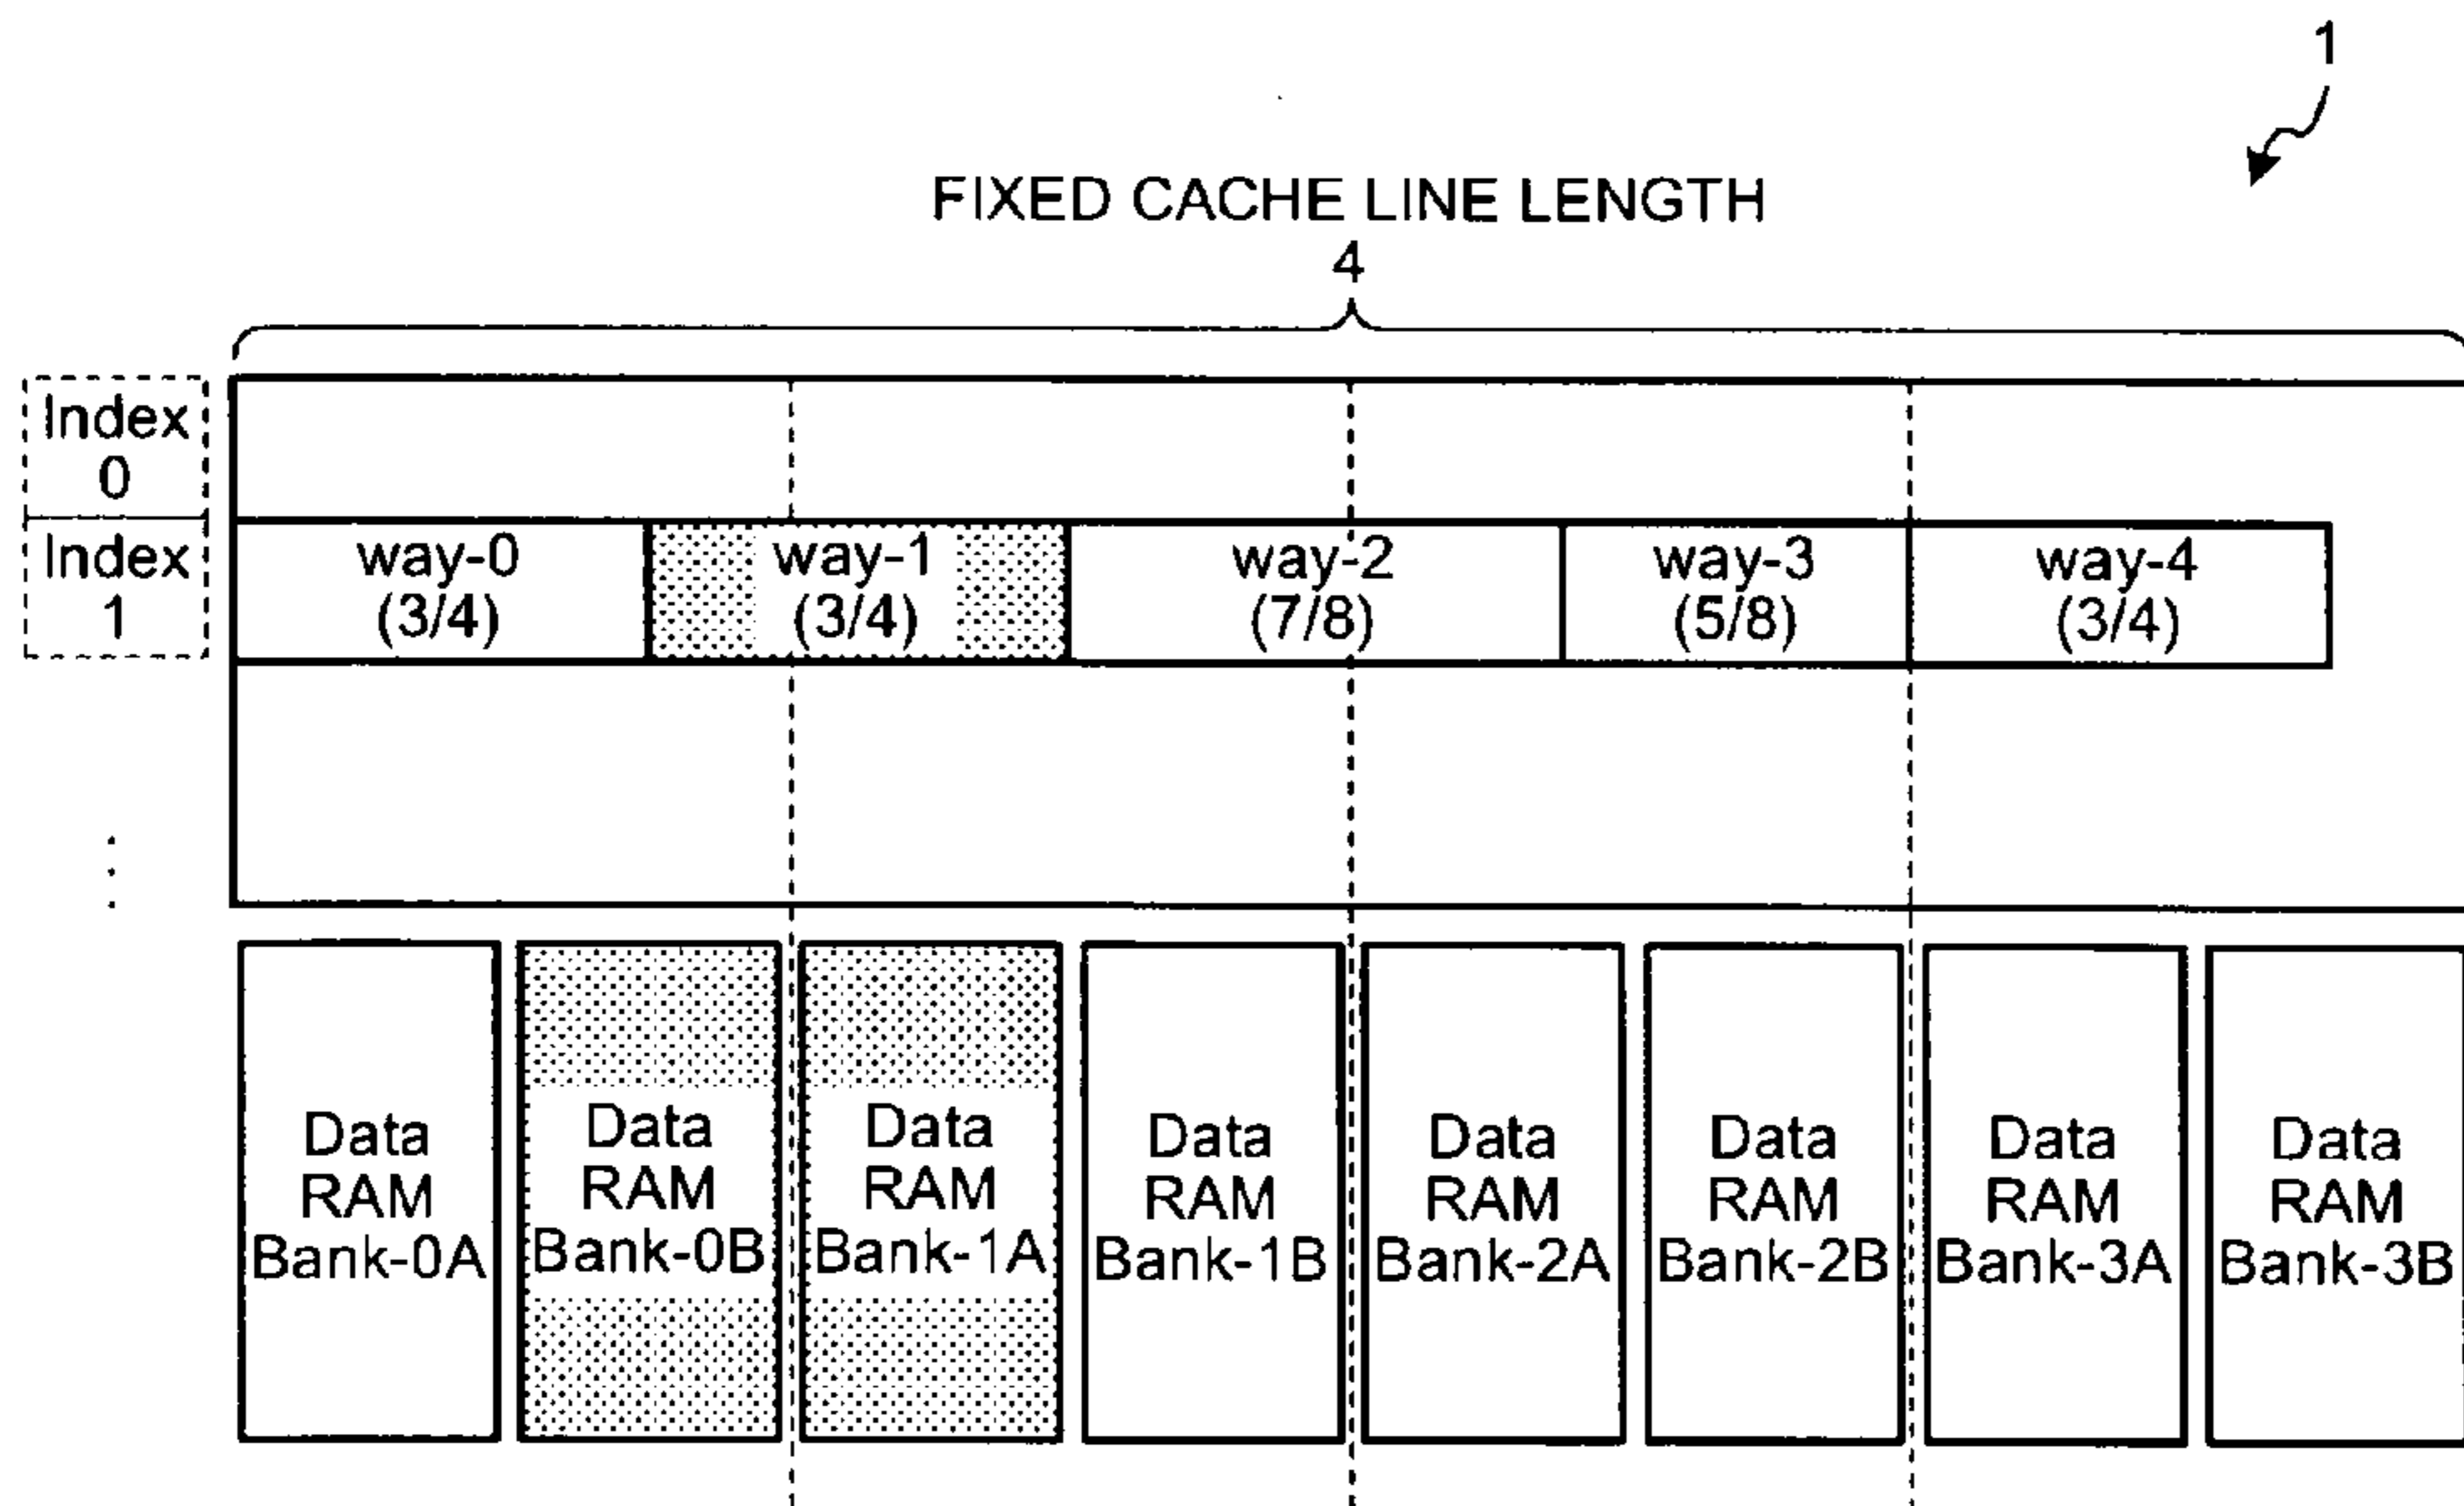 1
FIXED CACHE LINE LENGTH
4
Index
0
Index
1
way-0
(3/4)
way-1
(3/4)
way-2
(7/8)
way-3
(5/8)
way-4
(3/4)
Data
RAM
Bank-0A
Data
RAM
Bank-0B
Data
RAM
Bank-1A
Data
RAM
Bank-1B
Data
RAM
Bank-2A
Data
RAM
Bank-2B
Data
RAM
Bank-3A
Data
RAM
Bank-3B